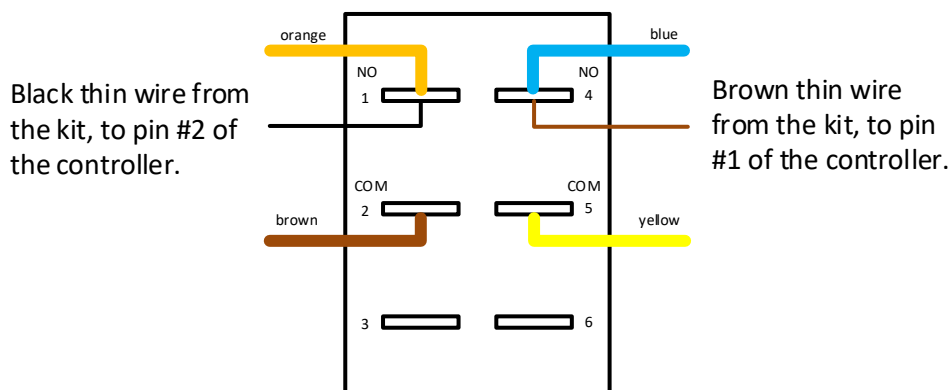 orange
blue
NO
NO
1
4
Black thin wire from
the kit, to pin #2 of
the controller.
Brown thin wire
from the kit, to pin
#1 of the controller.
COM
COM
2
5
brown
yellow
3
6